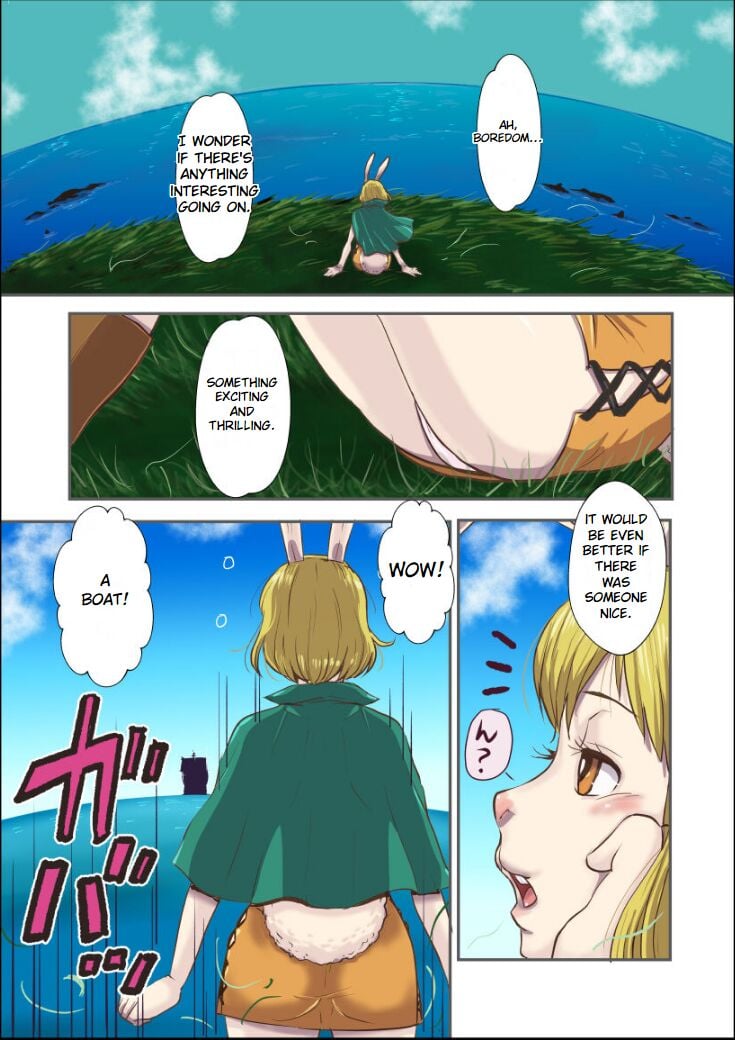 AH,
BOREDOM...
I WONDER
IF THERE'S
ANYTHING
INTERESTING
GOING ON.
SOMETHING
EXCITING
AND
THRILLING.
IT WOULD
BE EVEN
BETTER IF
THERE
WAS
SOMEONE
NICE.
ん?
WOW!
A
BOAT!
ガバッ